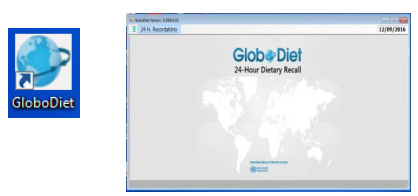 GloboDiet
24 H. Recordatório
12/09/2016
GloboDiet
24-Hour Dietary Recall